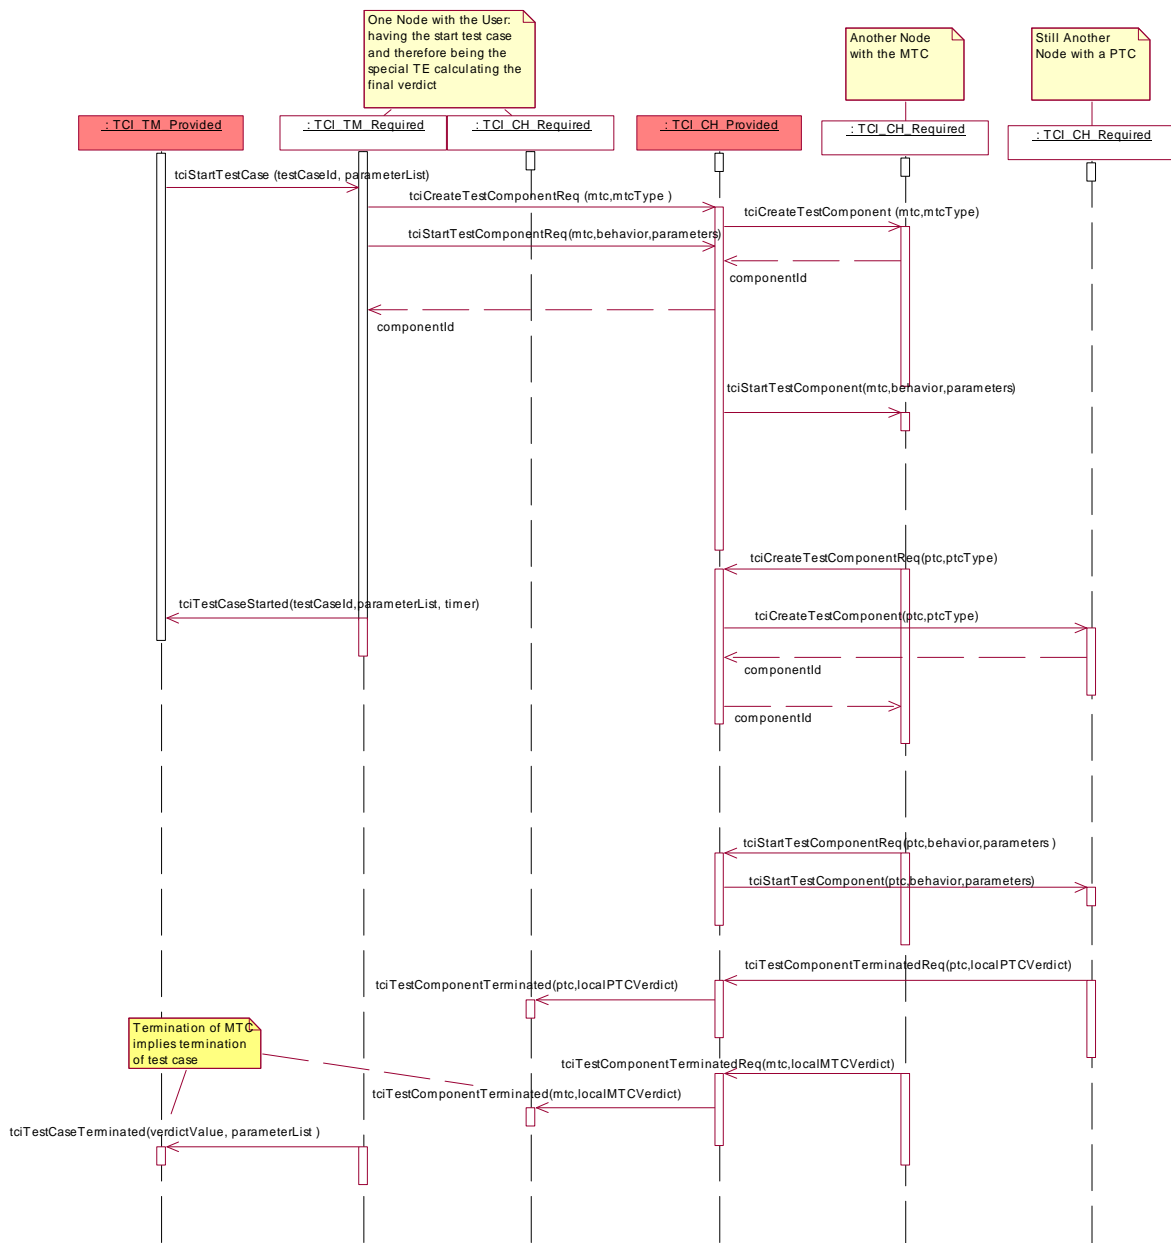 One Node with the User:
having the start test case
and therefore being the
special TE calculating the
final verdict
Another Node
with the MTC
Still Another
Node with a PTC
: TCI_TM_Provided
: TCI_TM_Required
: TCI_CH_Required
: TCI_CH_Provided
: TCI_CH_Required
: TCI_CH_Required
tciStartTestCase (testCaseId, parameterList)
tciCreateTestComponentReq (mtc,mtcType )
tciCreateTestComponent (mtc,mtcType)
tciStartTestComponentReq(mtc,behavior,parameters)
componentId
componentId
tciStartTestComponent(mtc,behavior,parameters)
tciCreateTestComponentReq(ptc,ptcType)
tciTestCaseStarted(testCaseId,parameterList, timer)
tciCreateTestComponent(ptc,ptcType)
componentId
componentId
tciStartTestComponentReq(ptc,behavior,parameters )
tciStartTestComponent(ptc,behavior,parameters)
tciTestComponentTerminatedReq(ptc,localPTCVerdict)
tciTestComponentTerminated(ptc,localPTCVerdict)
Termination of MTC
implies termination
of test case
tciTestComponentTerminatedReq(mtc,localMTCVerdict)
tciTestComponentTerminated(mtc,localMTCVerdict)
tciTestCaseTerminated(verdictValue, parameterList )